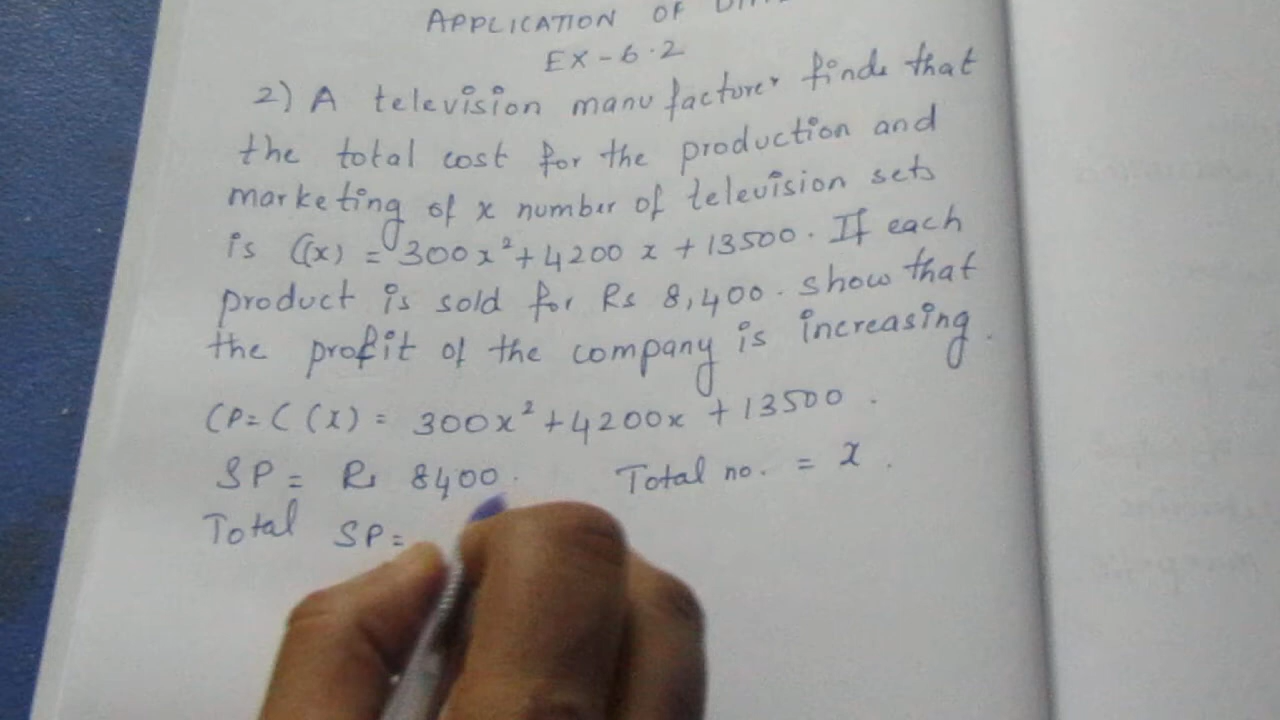 APPLICATION OF
EX-6.2
2) A television manufacturer finds that
the total cost for the production and
marketing of x number of television sets
is C(x) = 300x²+4200x+13500. If each
product is sold for Rs 8,400. show that
the profit of the company is increasing.
CP=C(x)= 300x²+4200x+13500.
SP= Rs 8400. Total no. = x.
Total SP=